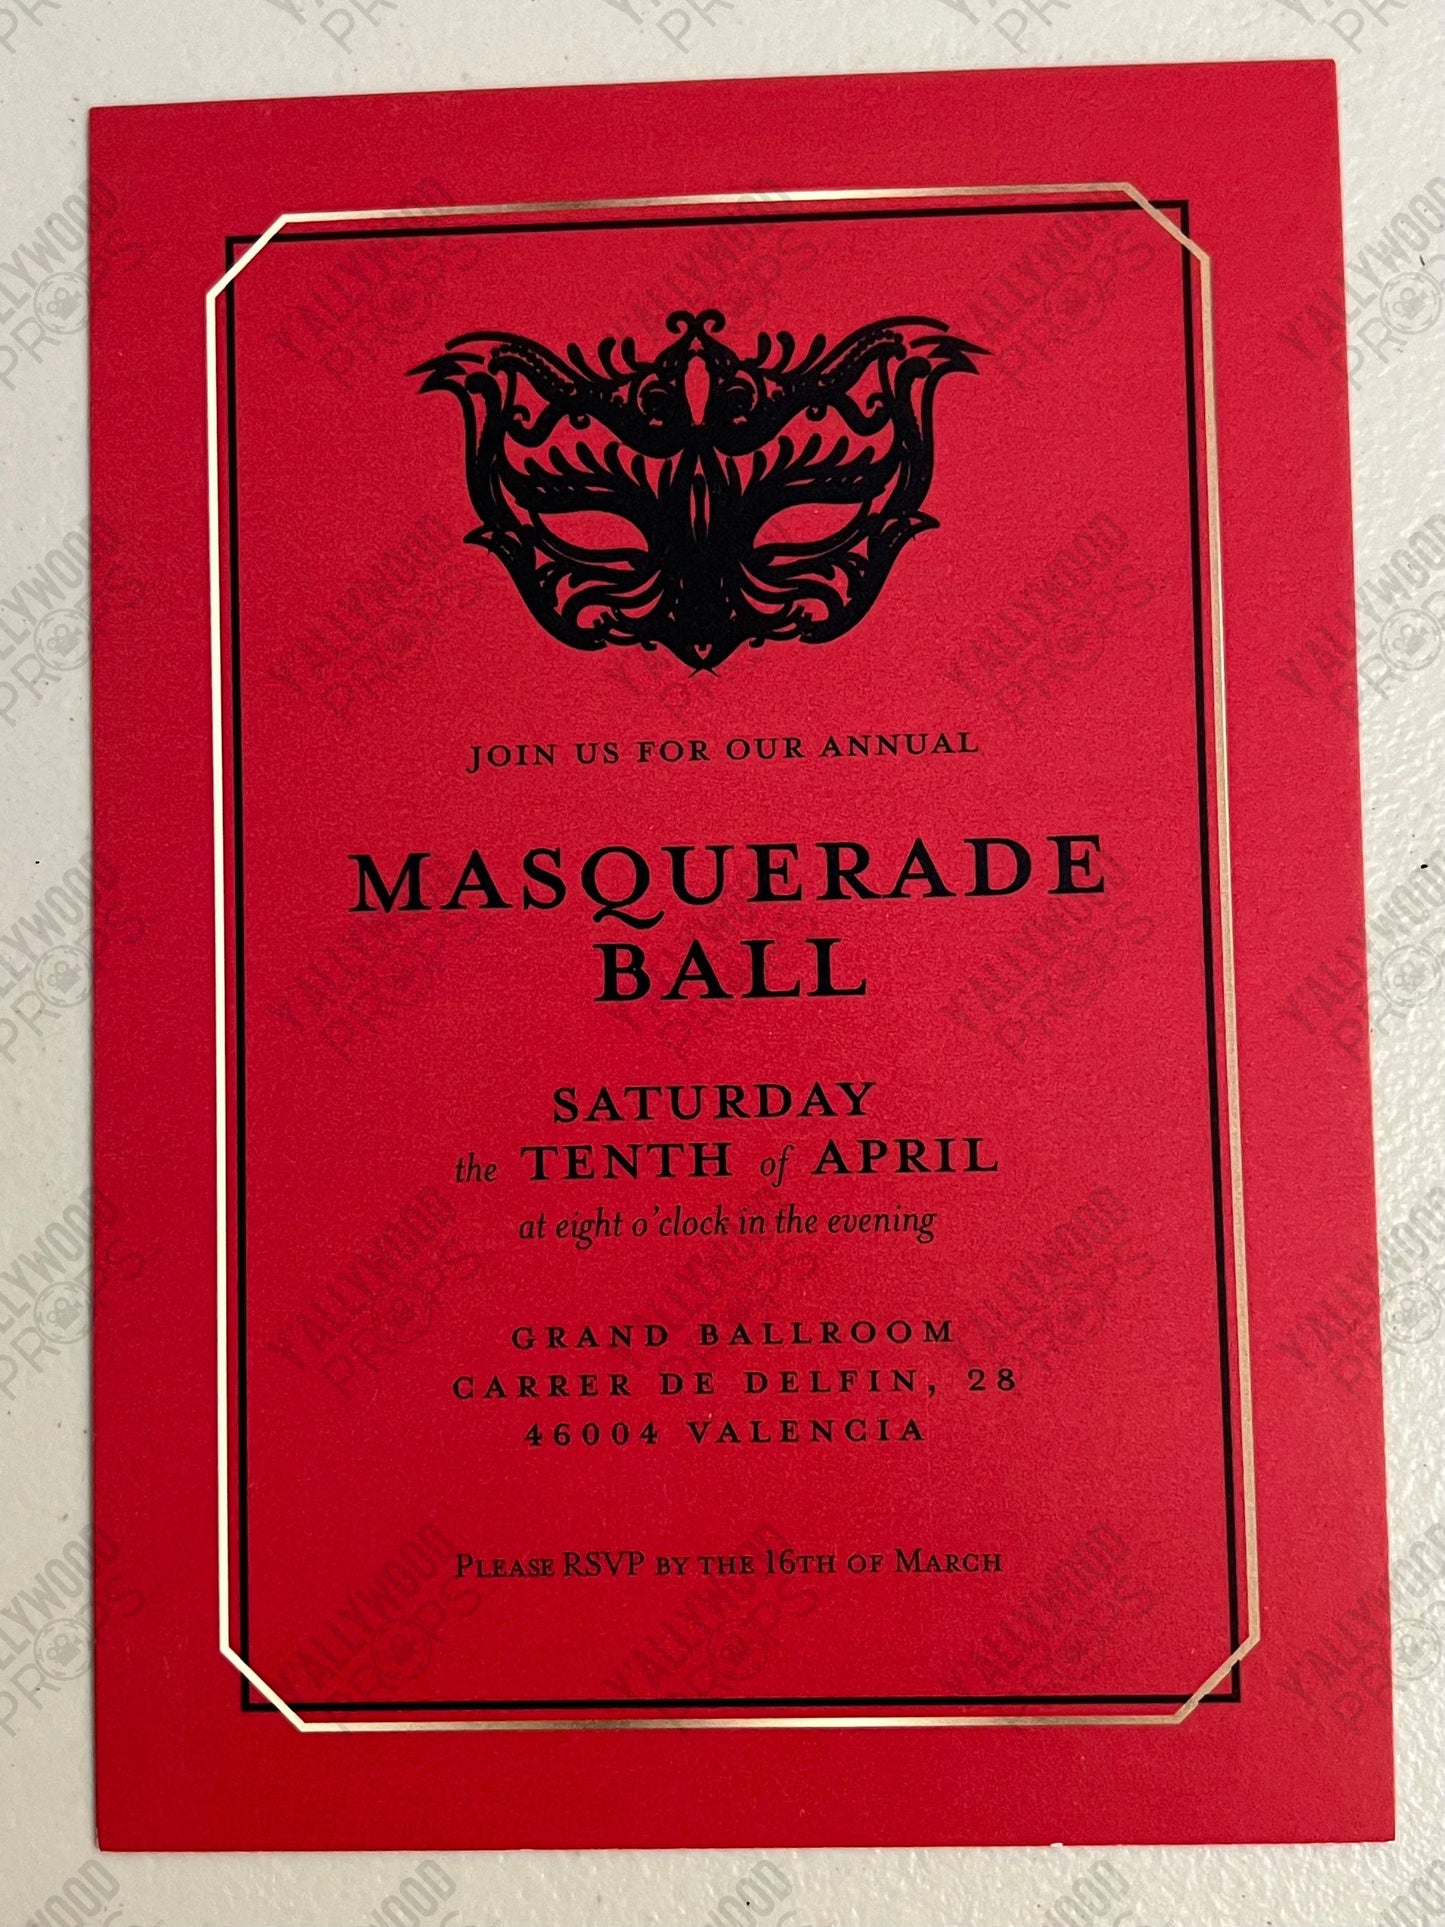 JOIN US FOR OUR ANNUAL
MASQUERADE
BALL
SATURDAY
the TENTH of APRIL
at eight o'clock in the evening
GRAND BALLROOM
CARRER DE DELFIN, 28
46004 VALENCIA
PLEASE RSVP BY THE 16TH OF MARCH
Y'ALLYWOOD
PROPS